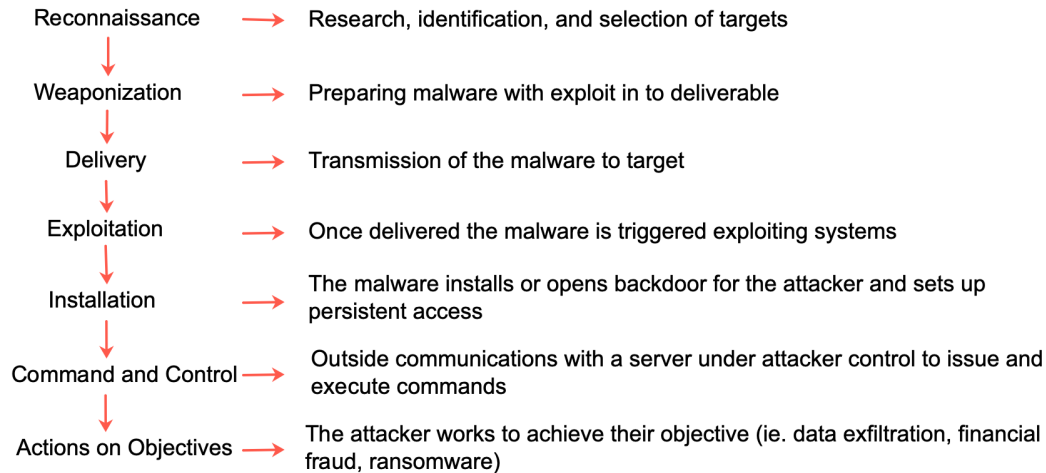 Reconnaissance
Research, identification, and selection of targets
Weaponization
Preparing malware with exploit in to deliverable
Delivery
Transmission of the malware to target
Exploitation
Once delivered the malware is triggered exploiting systems
Installation
The malware installs or opens backdoor for the attacker and sets up
persistent access
Command and Control
Outside communications with a server under attacker control to issue and
execute commands
Actions on Objectives
The attacker works to achieve their objective (ie. data exfiltration, financial
fraud, ransomware)